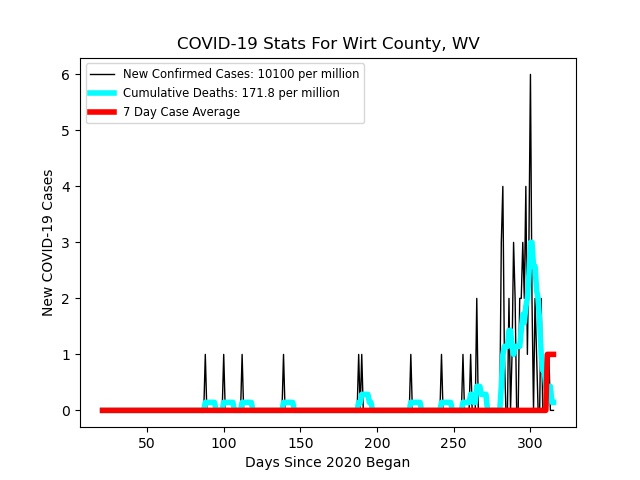 COVID-19 Stats For Wirt County, WV
New Confirmed Cases: 10100 per million
Cumulative Deaths: 171.8 per million
7 Day Case Average
New COVID-19 Cases
6
5
4
3
2
1
0
50 100 150 200 250 300
Days Since 2020 Began